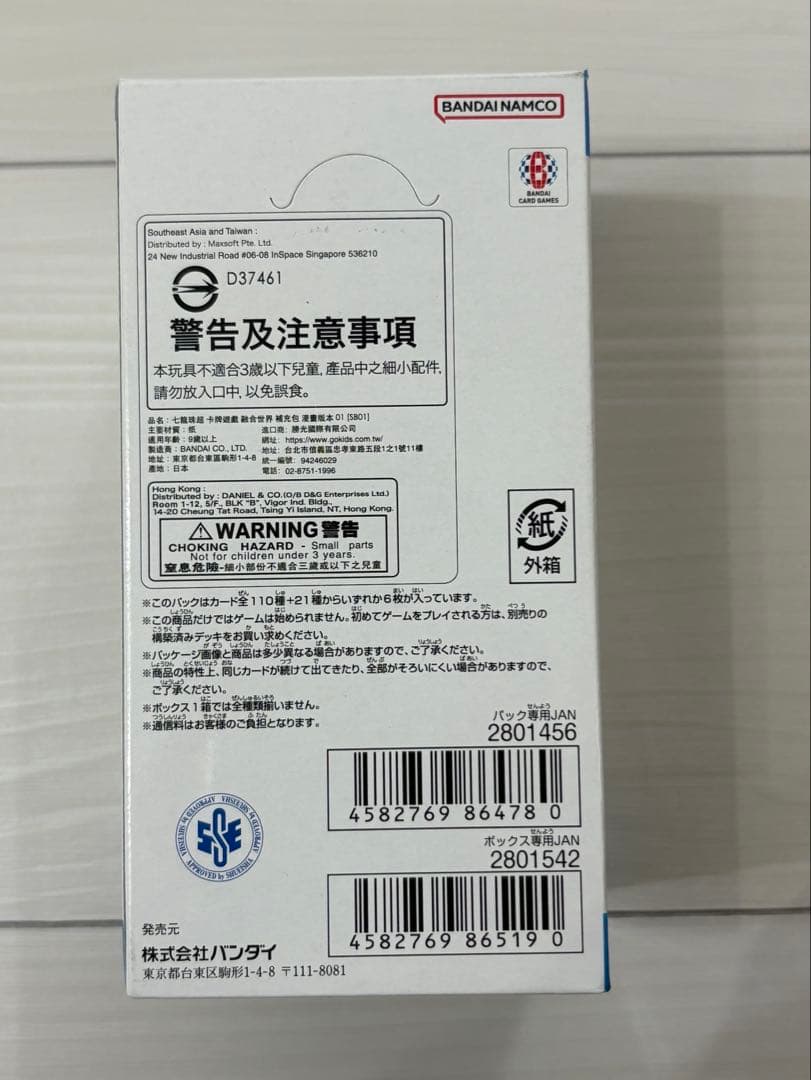 BANDAI NAMCO
BANDAI
CARD GAMES
Southeast Asia and Taiwan :
Distributed by : Maxsoft Pte. Ltd.
24 New Industrial Road #06-08 InSpace Singapore 536210
D37461
警告及注意事項
本玩具不適合3歲以下兒童,產品中之細小配件,
請勿放入口中,以免誤食。
品名:七龍珠超 卡牌遊戲 融合世界 補充包 漫畫版本 01 [SB01]
主要材質:紙
適用年齡:9歲以上
製造商:BANDAI CO., LTD.
地址:東京都台東區駒形1-4-8
產地:日本
進口商:勝光國際有限公司
網址:https://www.gokids.com.tw/
地址:台北市信義區忠孝東路五段1之1號11樓
統一編號:94246029
電話:02-8751-1996
Hong Kong :
Distributed by : DANIEL & CO.(O/B D&G Enterprises Ltd.)
Room 1-12, 5/F., BLK "B", Vigor Ind. Bldg.,
14-20 Cheung Tat Road, Tsing Yi Island, NT, Hong Kong.
WARNING 警告
CHOKING HAZARD - Small parts
Not for children under 3 years.
窒息危險-細小部份不適合三歲或以下之兒童
紙
外箱
※このパックはカード全110種+21種からいずれか6枚が入っています。
※この商品だけではゲームは始められません。初めてゲームをプレイされる方は、別売りの
構築済みデッキをお買い求めください。
※パッケージ画像と商品は多少異なる場合がありますので、ご了承ください。
※商品の特性上、同じカードが続けて出てきたり、全部がそろいにくい場合がありますので、
ご了承ください。
※ボックス1箱では全種類揃いません。
※通信料はお客様のご負担となります。
パック専用JAN
2801456
4582769 86478 0
ボックス専用JAN
2801542
4582769 86519 0
SSE
APPROVED by SHUEISHA
発売元
株式会社バンダイ
東京都台東区駒形1-4-8 〒111-8081